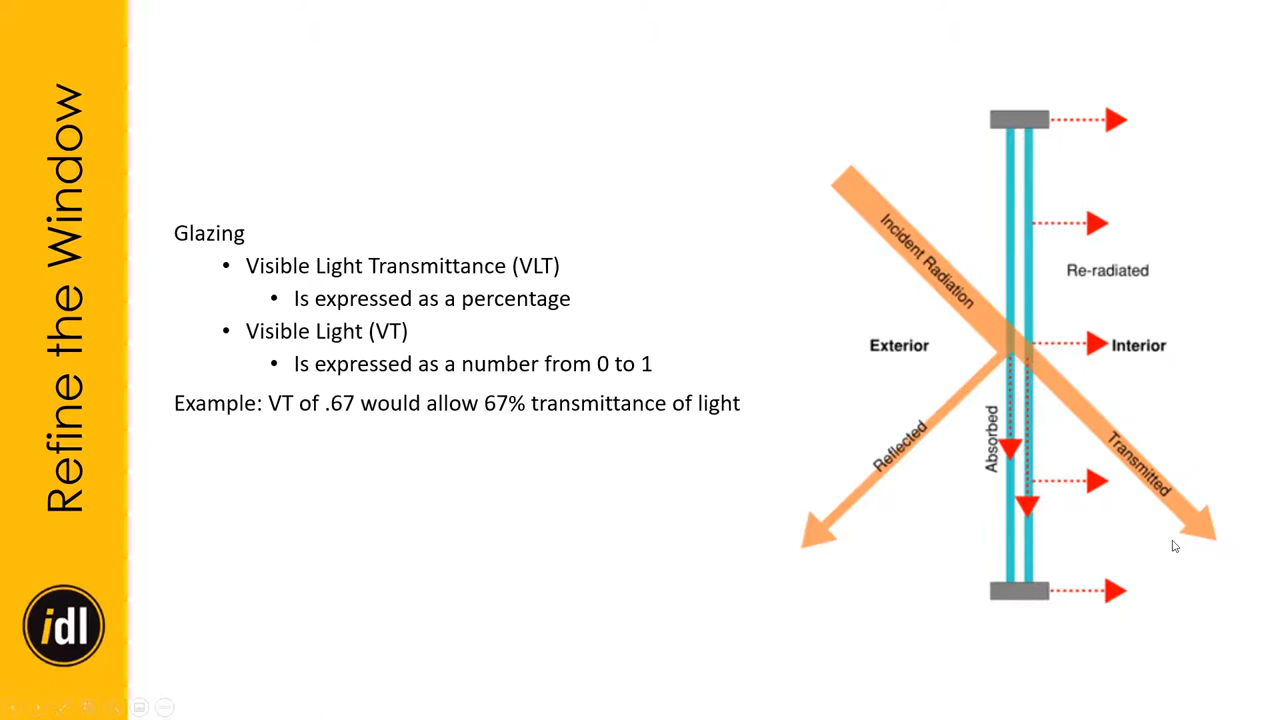 Refine the Window
Glazing
• Visible Light Transmittance (VLT)
• Is expressed as a percentage
• Visible Light (VT)
• Is expressed as a number from 0 to 1
Example: VT of .67 would allow 67% transmittance of light
Incident Radiation
Re-radiated
Exterior
Interior
Reflected
Absorbed
Transmitted
idl